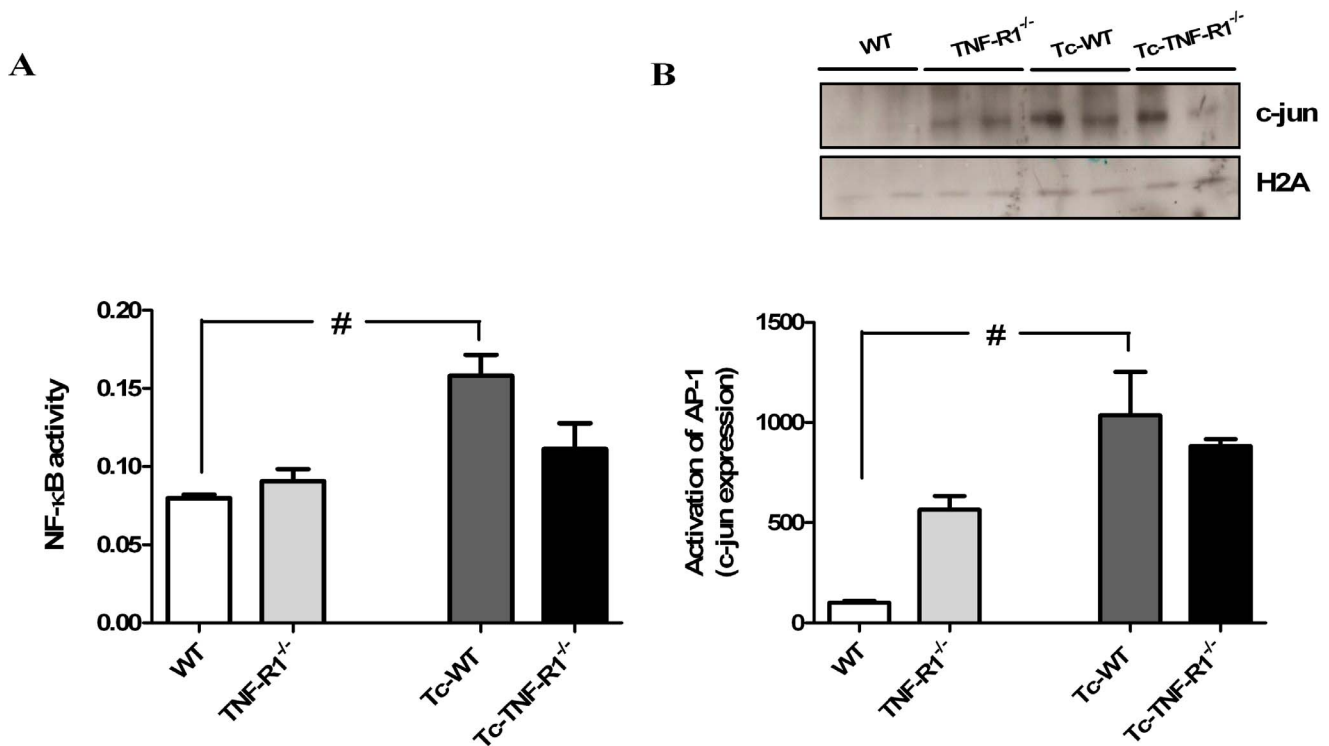 A
B
WT
TNF-R1-/-
Tc-WT
Tc-TNF-R1-/-
c-jun
H2A
NF-κB activity
0.20
0.15
0.10
0.05
0.00
#
WT
TNF-R1-/-
Tc-WT
Tc-TNF-R1-/-
Activation of AP-1
(c-jun expression)
1500
1000
500
0
#
WT
TNF-R1-/-
Tc-WT
Tc-TNF-R1-/-